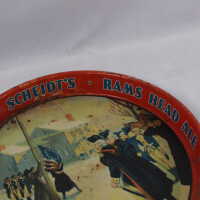 SCHEIDT'S · RAMS HEAD ALE